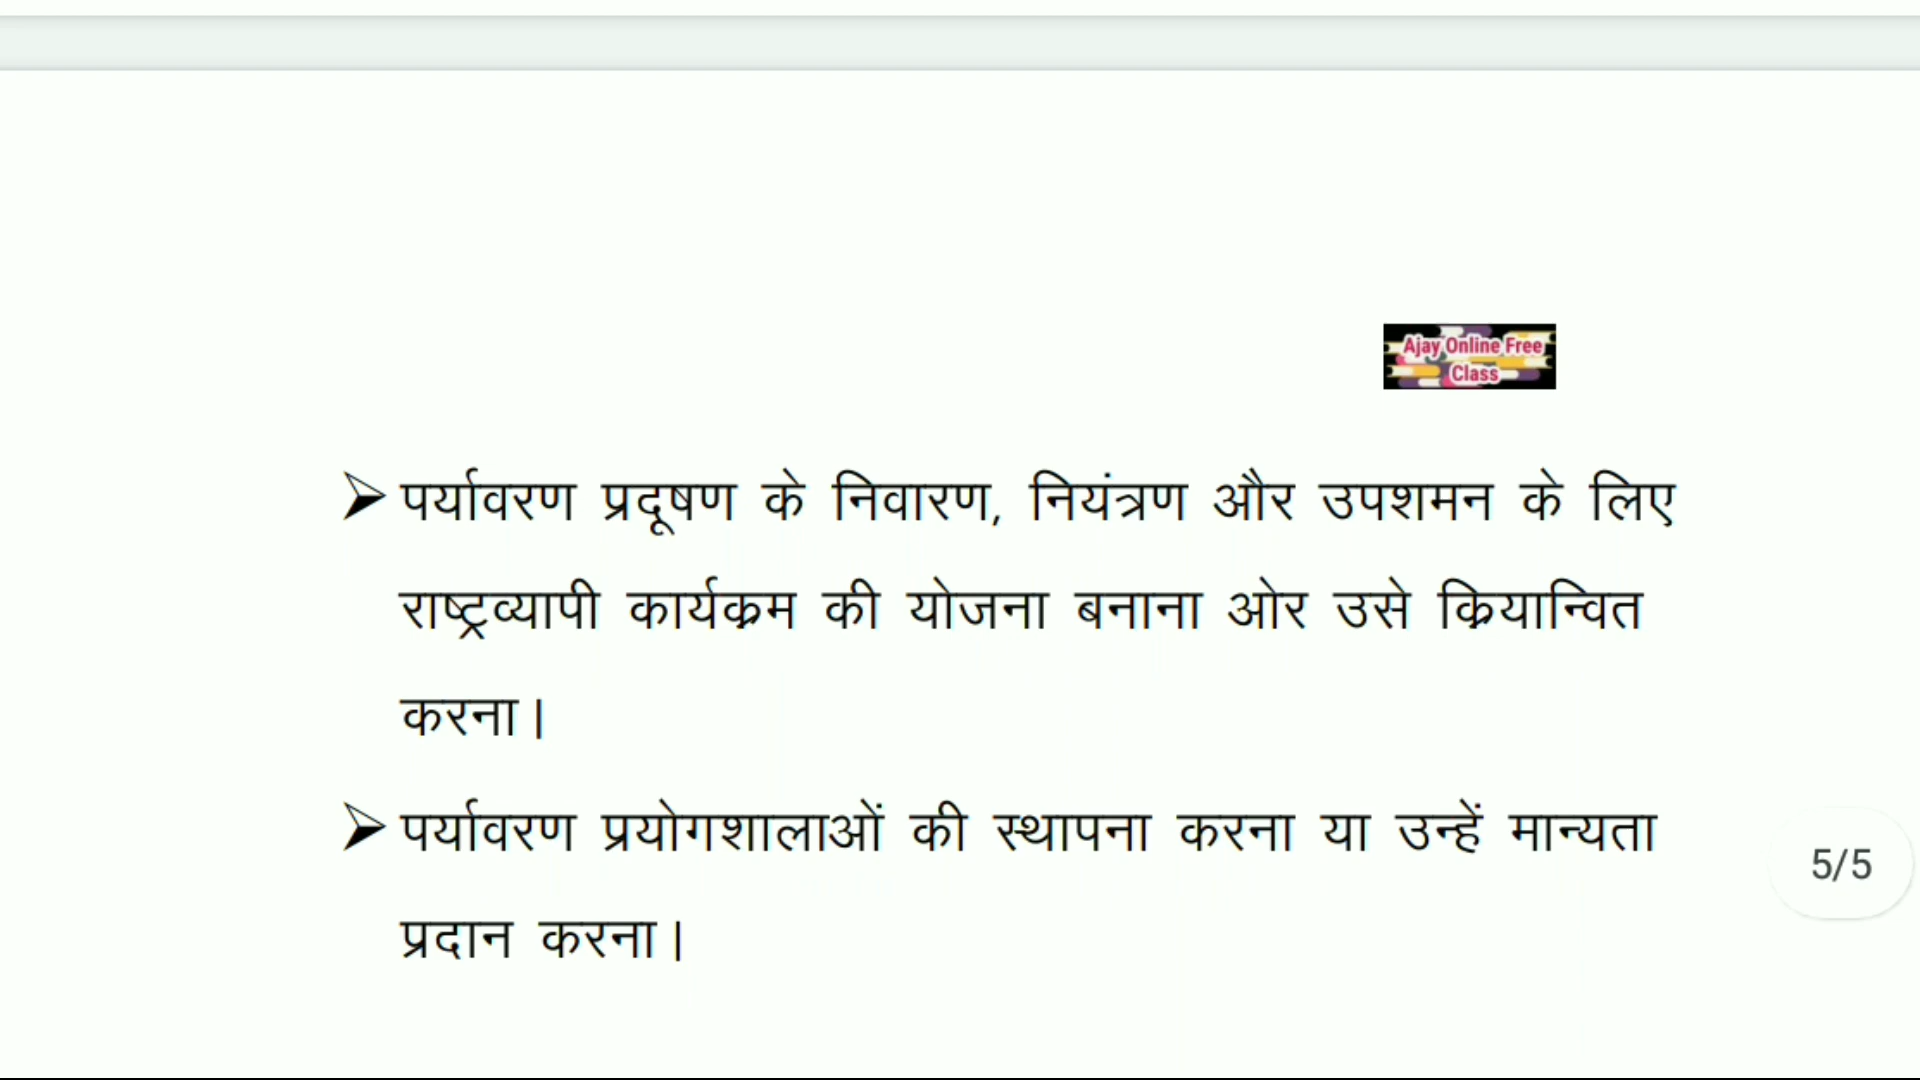 Ajay Online Free
Class
➢ पर्यावरण प्रदूषण के निवारण, नियंत्रण और उपशमन के लिए
राष्ट्रव्यापी कार्यक्रम की योजना बनाना ओर उसे क्रियान्वित
करना।
➢ पर्यावरण प्रयोगशालाओं की स्थापना करना या उन्हें मान्यता
प्रदान करना।
5/5